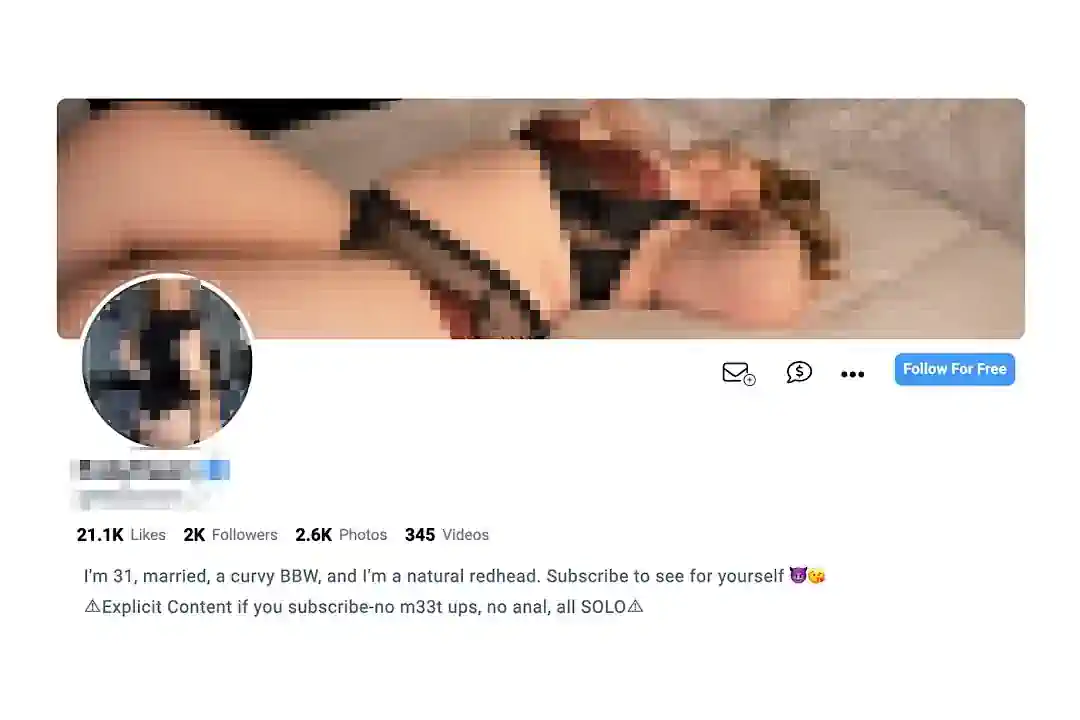 Follow For Free
21.1K Likes 2K Followers 2.6K Photos 345 Videos
I'm 31, married, a curvy BBW, and I'm a natural redhead. Subscribe to see for yourself 😈😘
⚠Explicit Content if you subscribe-no m33t ups, no anal, all SOLO⚠